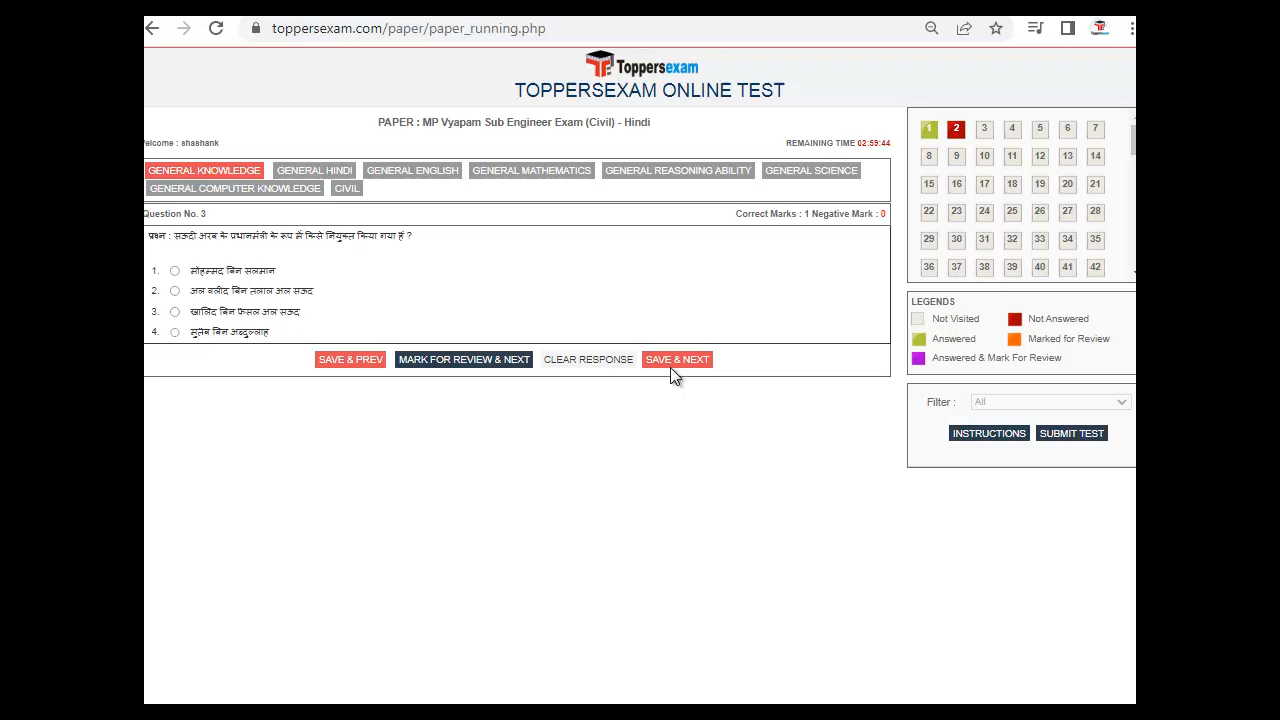 toppersexam.com/paper/paper_running.php
Toppersexam
TOPPERSEXAM ONLINE TEST
PAPER : MP Vyapam Sub Engineer Exam (Civil) - Hindi
elcome : shashank
REMAINING TIME 02:59:44
GENERAL KNOWLEDGE GENERAL HINDI GENERAL ENGLISH GENERAL MATHEMATICS GENERAL REASONING ABILITY GENERAL SCIENCE
GENERAL COMPUTER KNOWLEDGE CIVIL
Question No. 3
Correct Marks : 1 Negative Mark : 0
प्रश्न : सऊदी अरब के प्रधानमंत्री के रूप में किसे नियुक्त किया गया है ?
1. मोहम्मद बिन सलमान
2. अल वलीद बिन तलाल अल सऊद
3. खालिद बिन फैसल अल सऊद
4. मुतैब बिन अब्दुल्लाह
SAVE & PREV MARK FOR REVIEW & NEXT CLEAR RESPONSE SAVE & NEXT
1 2 3 4 5 6 7
8 9 10 11 12 13 14
15 16 17 18 19 20 21
22 23 24 25 26 27 28
29 30 31 32 33 34 35
36 37 38 39 40 41 42
LEGENDS
Not Visited Not Answered
Answered Marked for Review
Answered & Mark For Review
Filter : All
INSTRUCTIONS SUBMIT TEST